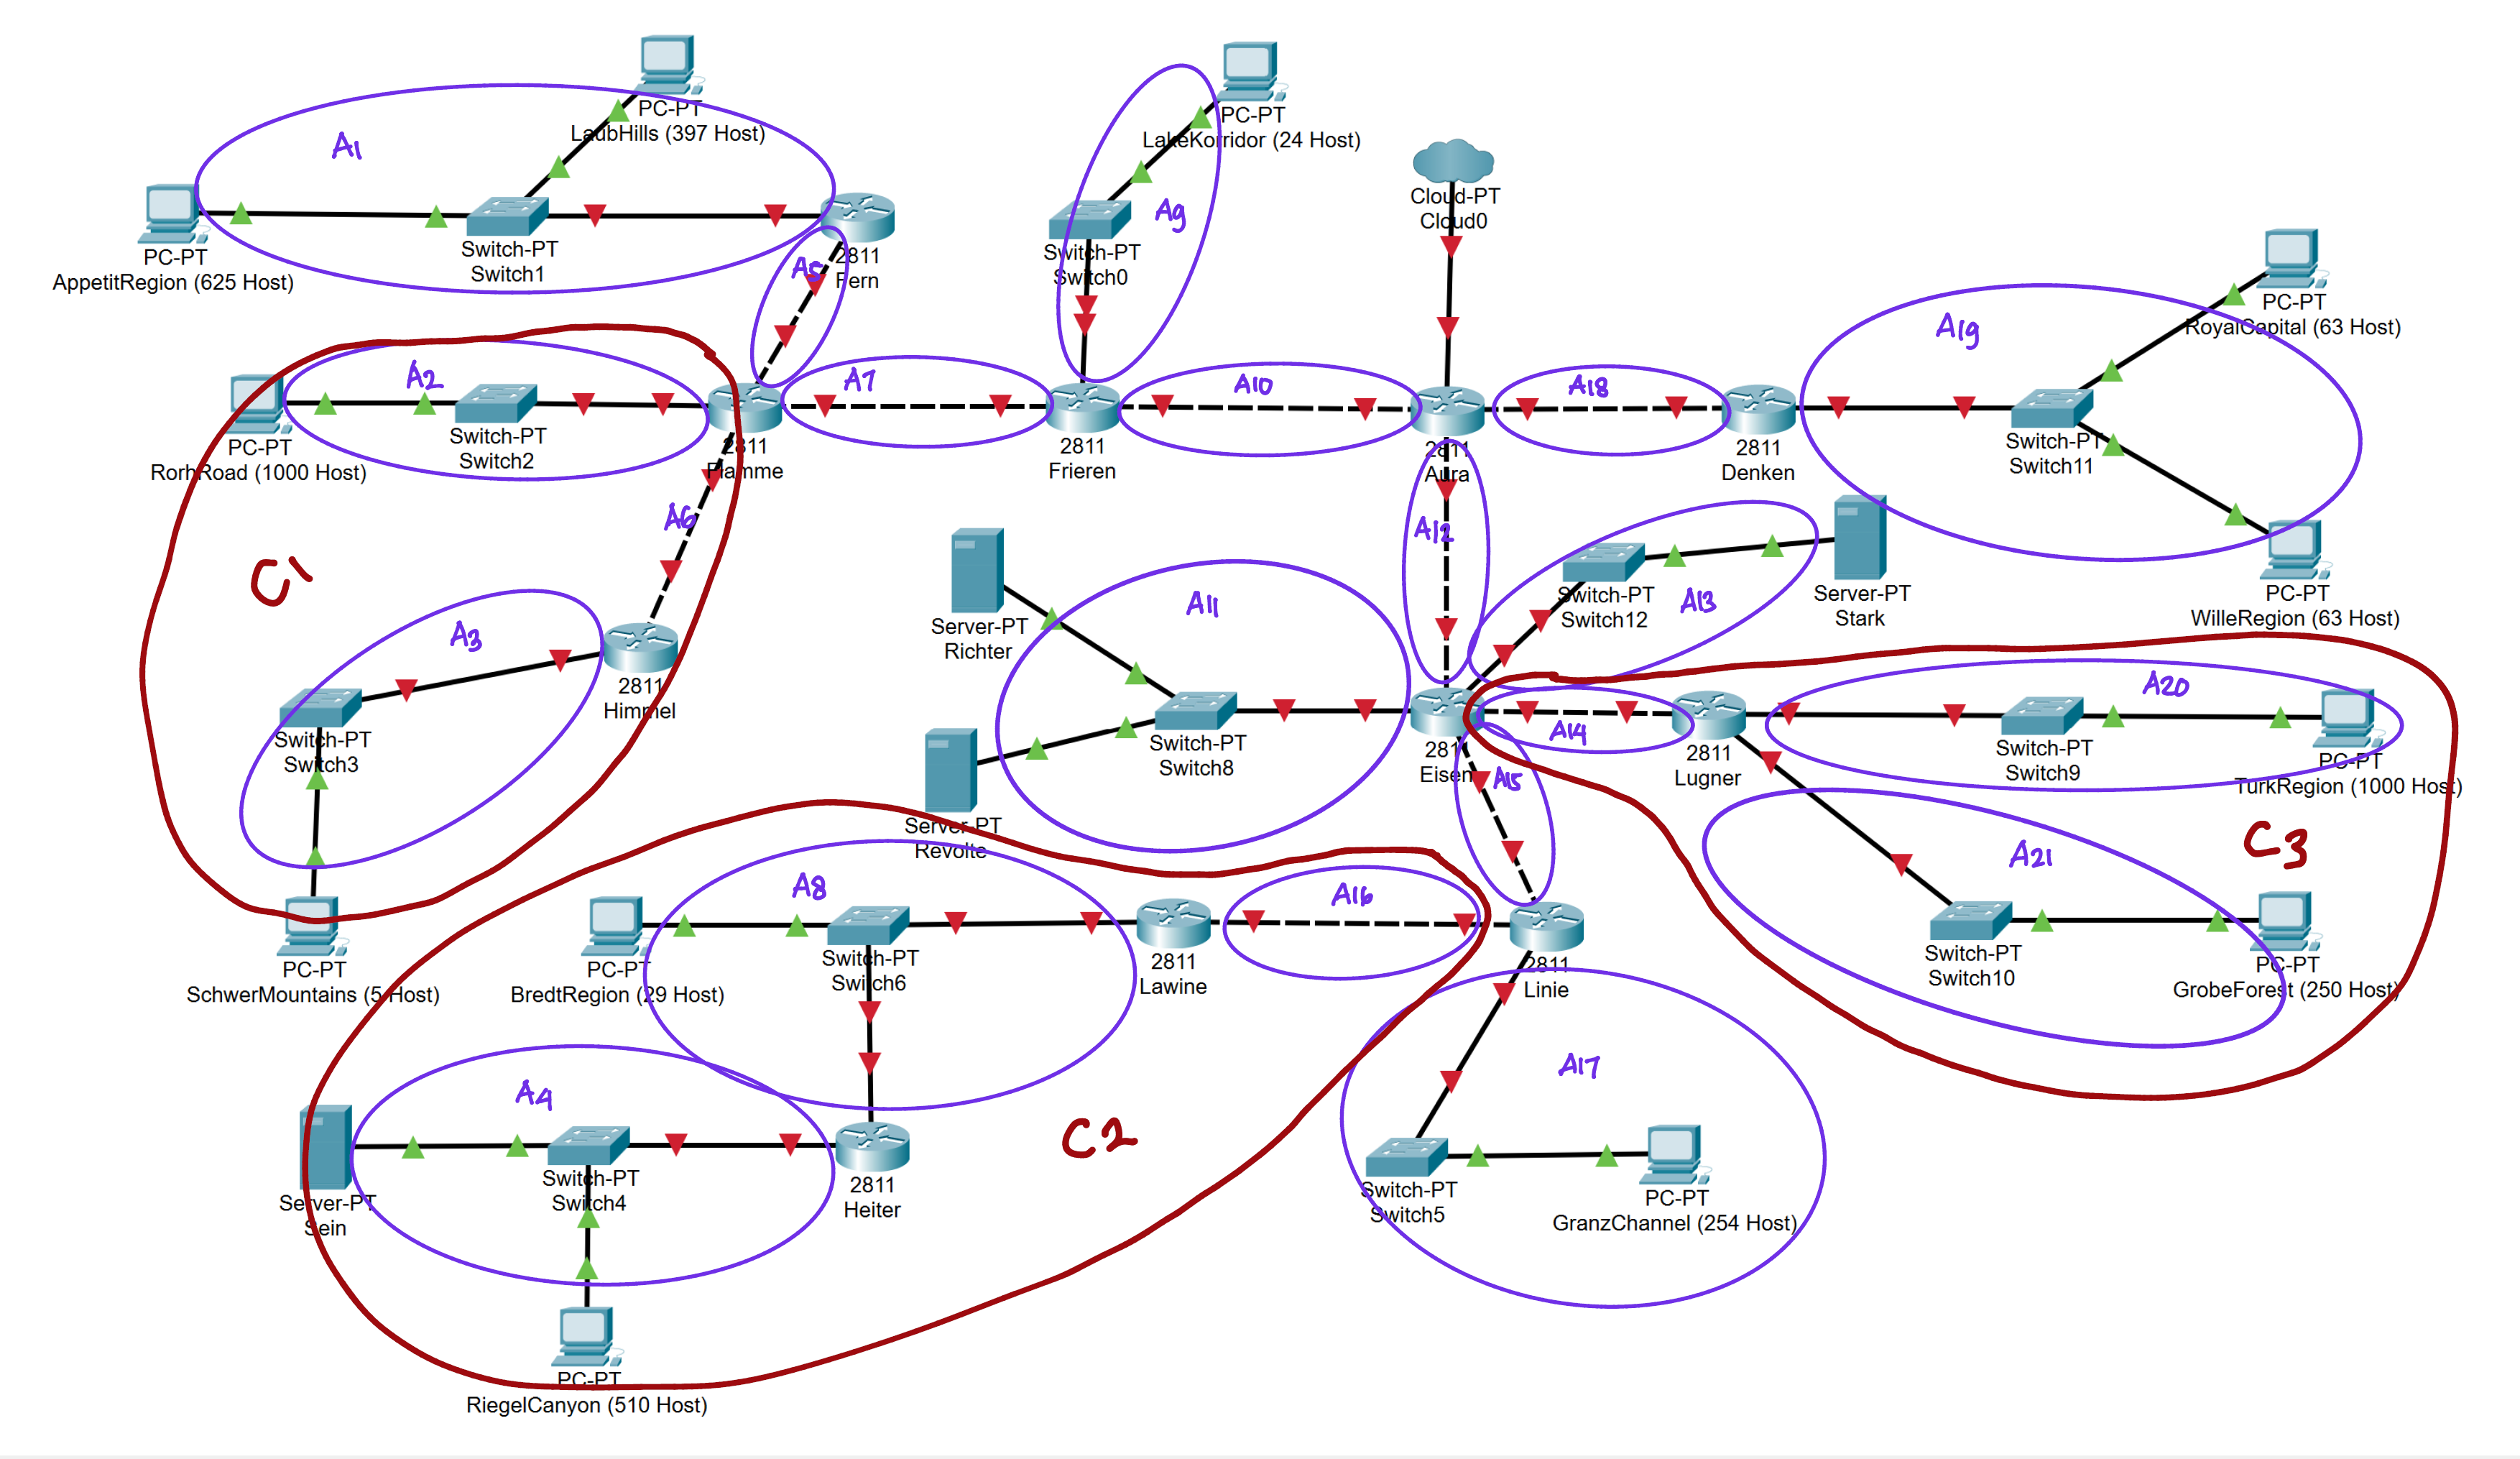 PC-PT
LaubHills (397 Host)
A1
PC-PT
AppetitRegion (625 Host)
Switch-PT
Switch1
2811
Fern
A5
PC-PT
LakeKorridor (24 Host)
A9
Switch-PT
Switch0
Cloud-PT
Cloud0
PC-PT
RoyalCapital (63 Host)
A19
A2
PC-PT
RorhRoad (1000 Host)
Switch-PT
Switch2
2811
Flamme
A7
2811
Frieren
A10
2811
Aura
A18
2811
Denken
Switch-PT
Switch11
PC-PT
WilleRegion (63 Host)
A6
C1
A3
2811
Himmel
Switch-PT
Switch3
PC-PT
SchwerMountains (5 Host)
Server-PT
Richter
A11
Switch-PT
Switch8
Server-PT
Revolte
A12
Switch-PT
Switch12
A13
Server-PT
Stark
2811
Eisen
A14
2811
Lugner
A20
Switch-PT
Switch9
PC-PT
TurkRegion (1000 Host)
A15
A21
C3
Switch-PT
Switch10
PC-PT
GrobeForest (250 Host)
A8
PC-PT
BredtRegion (29 Host)
Switch-PT
Switch6
2811
Lawine
A16
2811
Linie
A4
Server-PT
Sein
Switch-PT
Switch4
2811
Heiter
C2
A17
Switch-PT
Switch5
PC-PT
GranzChannel (254 Host)
PC-PT
RiegelCanyon (510 Host)